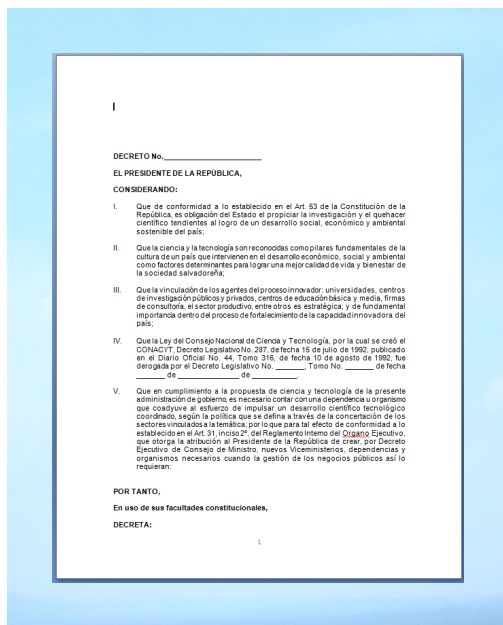 DECRETO No.__________________________
EL PRESIDENTE DE LA REPÚBLICA,
CONSIDERANDO:
I. Que de conformidad a lo establecido en el Art. 53 de la Constitución de la
República, es obligación del Estado el propiciar la investigación y el quehacer
científico tendientes al logro de un desarrollo social, económico y ambiental
sostenible del país;
II. Que la ciencia y la tecnología son reconocidas como pilares fundamentales de la
cultura de un país que intervienen en el desarrollo económico, social y ambiental
como factores determinantes para lograr una mejor calidad de vida y bienestar de
la sociedad salvadoreña;
III. Que la vinculación de los agentes del proceso innovador: universidades, centros
de investigación públicos y privados, centros de educación básica y media, firmas
de consultoría, el sector productivo, entre otros es estratégica; y de fundamental
importancia dentro del proceso de fortalecimiento de la capacidad innovadora del
país;
IV. Que la Ley del Consejo Nacional de Ciencia y Tecnología, por la cual se creó el
CONACYT, Decreto Legislativo No. 287, de fecha 15 de julio de 1992, publicado
en el Diario Oficial No. 44, Tomo 316, de fecha 10 de agosto de 1992, fue
derogada por el Decreto Legislativo No. _______, Tomo No. _______ de fecha
_______ de _______________ de ___________.
V. Que en cumplimiento a la propuesta de ciencia y tecnología de la presente
administración de gobierno, es necesario contar con una dependencia u organismo
que coadyuve al esfuerzo de impulsar un desarrollo científico tecnológico
coordinado, según la política que se defina a través de la concertación de los
sectores vinculados a la temática; por lo que para tal efecto de conformidad a lo
establecido en el Art. 31, inciso 2º, del Reglamento Interno del Organo Ejecutivo,
que otorga la atribución al Presidente de la República de crear, por Decreto
Ejecutivo de Consejo de Ministro, nuevos Viceministerios, dependencias y
organismos necesarios cuando la gestión de los negocios públicos así lo
requieran:
POR TANTO,
En uso de sus facultades constitucionales,
DECRETA:
1